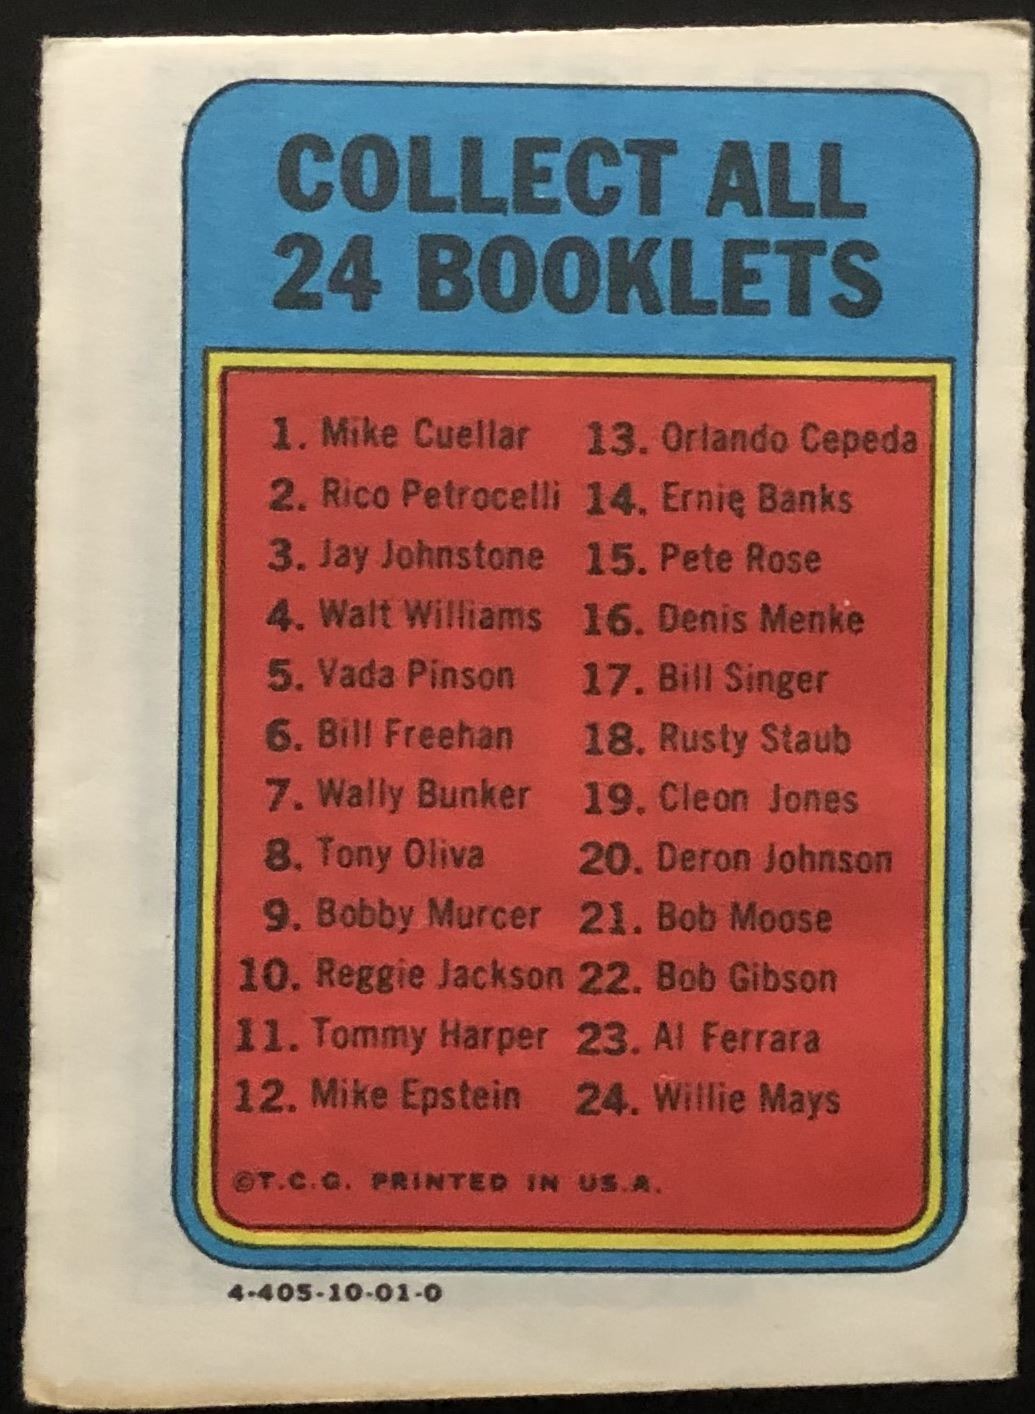 COLLECT ALL
24 BOOKLETS
1. Mike Cuellar
2. Rico Petrocelli
3. Jay Johnstone
4. Walt Williams
5. Vada Pinson
6. Bill Freehan
7. Wally Bunker
8. Tony Oliva
9. Bobby Murcer
10. Reggie Jackson
11. Tommy Harper
12. Mike Epstein
13. Orlando Cepeda
14. Ernie Banks
15. Pete Rose
16. Denis Menke
17. Bill Singer
18. Rusty Staub
19. Cleon Jones
20. Deron Johnson
21. Bob Moose
22. Bob Gibson
23. Al Ferrara
24. Willie Mays
©T.C.G. PRINTED IN U.S.A.
4-405-10-01-0